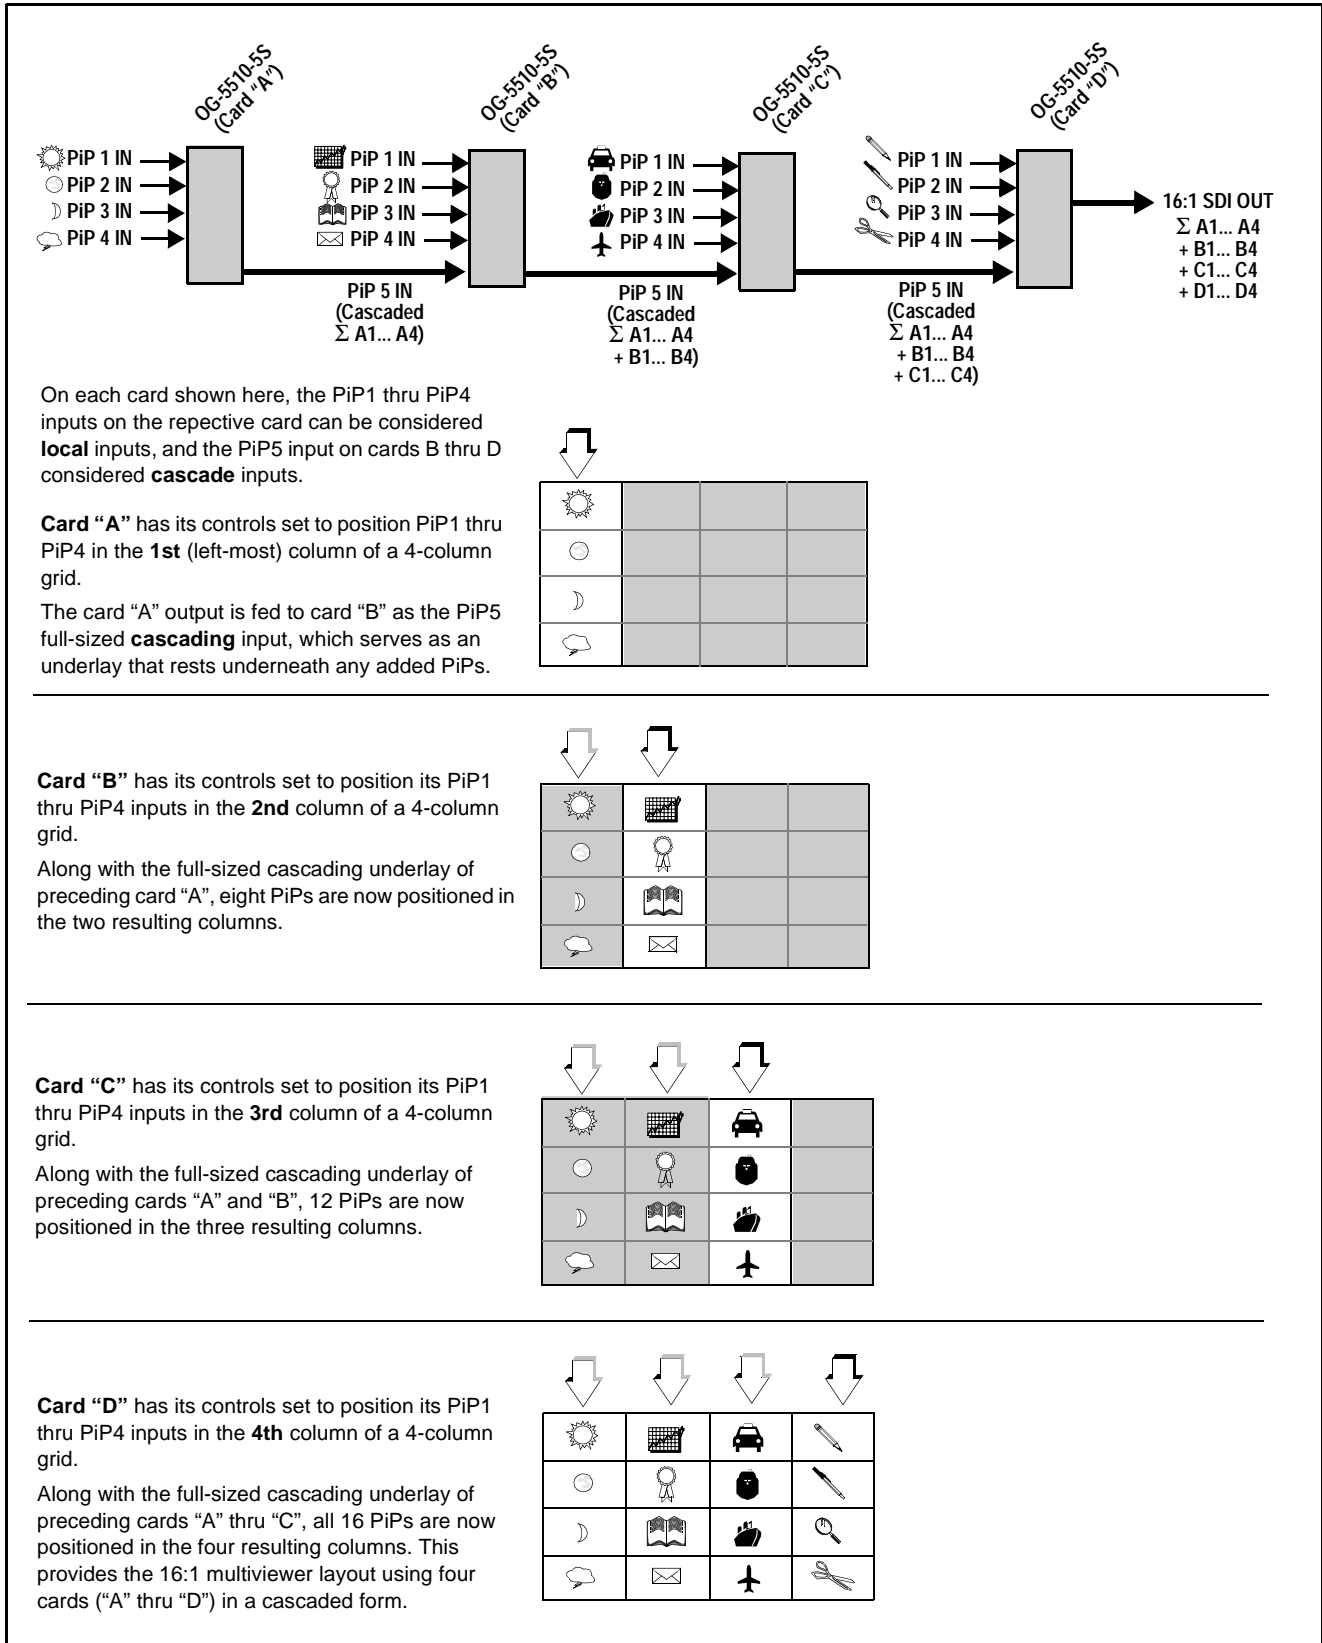 OG-5510-5S
(Card "A")
OG-5510-5S
(Card "B")
OG-5510-5S
(Card "C")
OG-5510-5S
(Card "D")
PiP 1 IN
PiP 2 IN
PiP 3 IN
PiP 4 IN
PiP 1 IN
PiP 2 IN
PiP 3 IN
PiP 4 IN
PiP 1 IN
PiP 2 IN
PiP 3 IN
PiP 4 IN
PiP 1 IN
PiP 2 IN
PiP 3 IN
PiP 4 IN
16:1 SDI OUT
Σ A1... A4
+ B1... B4
+ C1... C4
+ D1... D4
PiP 5 IN
(Cascaded
Σ A1... A4)
PiP 5 IN
(Cascaded
Σ A1... A4
+ B1... B4)
PiP 5 IN
(Cascaded
Σ A1... A4
+ B1... B4
+ C1... C4)
On each card shown here, the PiP1 thru PiP4
inputs on the repective card can be considered
local inputs, and the PiP5 input on cards B thru D
considered cascade inputs.
Card “A” has its controls set to position PiP1 thru
PiP4 in the 1st (left-most) column of a 4-column
grid.
The card “A” output is fed to card “B” as the PiP5
full-sized cascading input, which serves as an
underlay that rests underneath any added PiPs.
Card “B” has its controls set to position its PiP1
thru PiP4 inputs in the 2nd column of a 4-column
grid.
Along with the full-sized cascading underlay of
preceding card “A”, eight PiPs are now positioned in
the two resulting columns.
Card “C” has its controls set to position its PiP1
thru PiP4 inputs in the 3rd column of a 4-column
grid.
Along with the full-sized cascading underlay of
preceding cards “A” and “B”, 12 PiPs are now
positioned in the three resulting columns.
Card “D” has its controls set to position its PiP1
thru PiP4 inputs in the 4th column of a 4-column
grid.
Along with the full-sized cascading underlay of
preceding cards “A” thru “C”, all 16 PiPs are now
positioned in the four resulting columns. This
provides the 16:1 multiviewer layout using four
cards (“A” thru “D”) in a cascaded form.